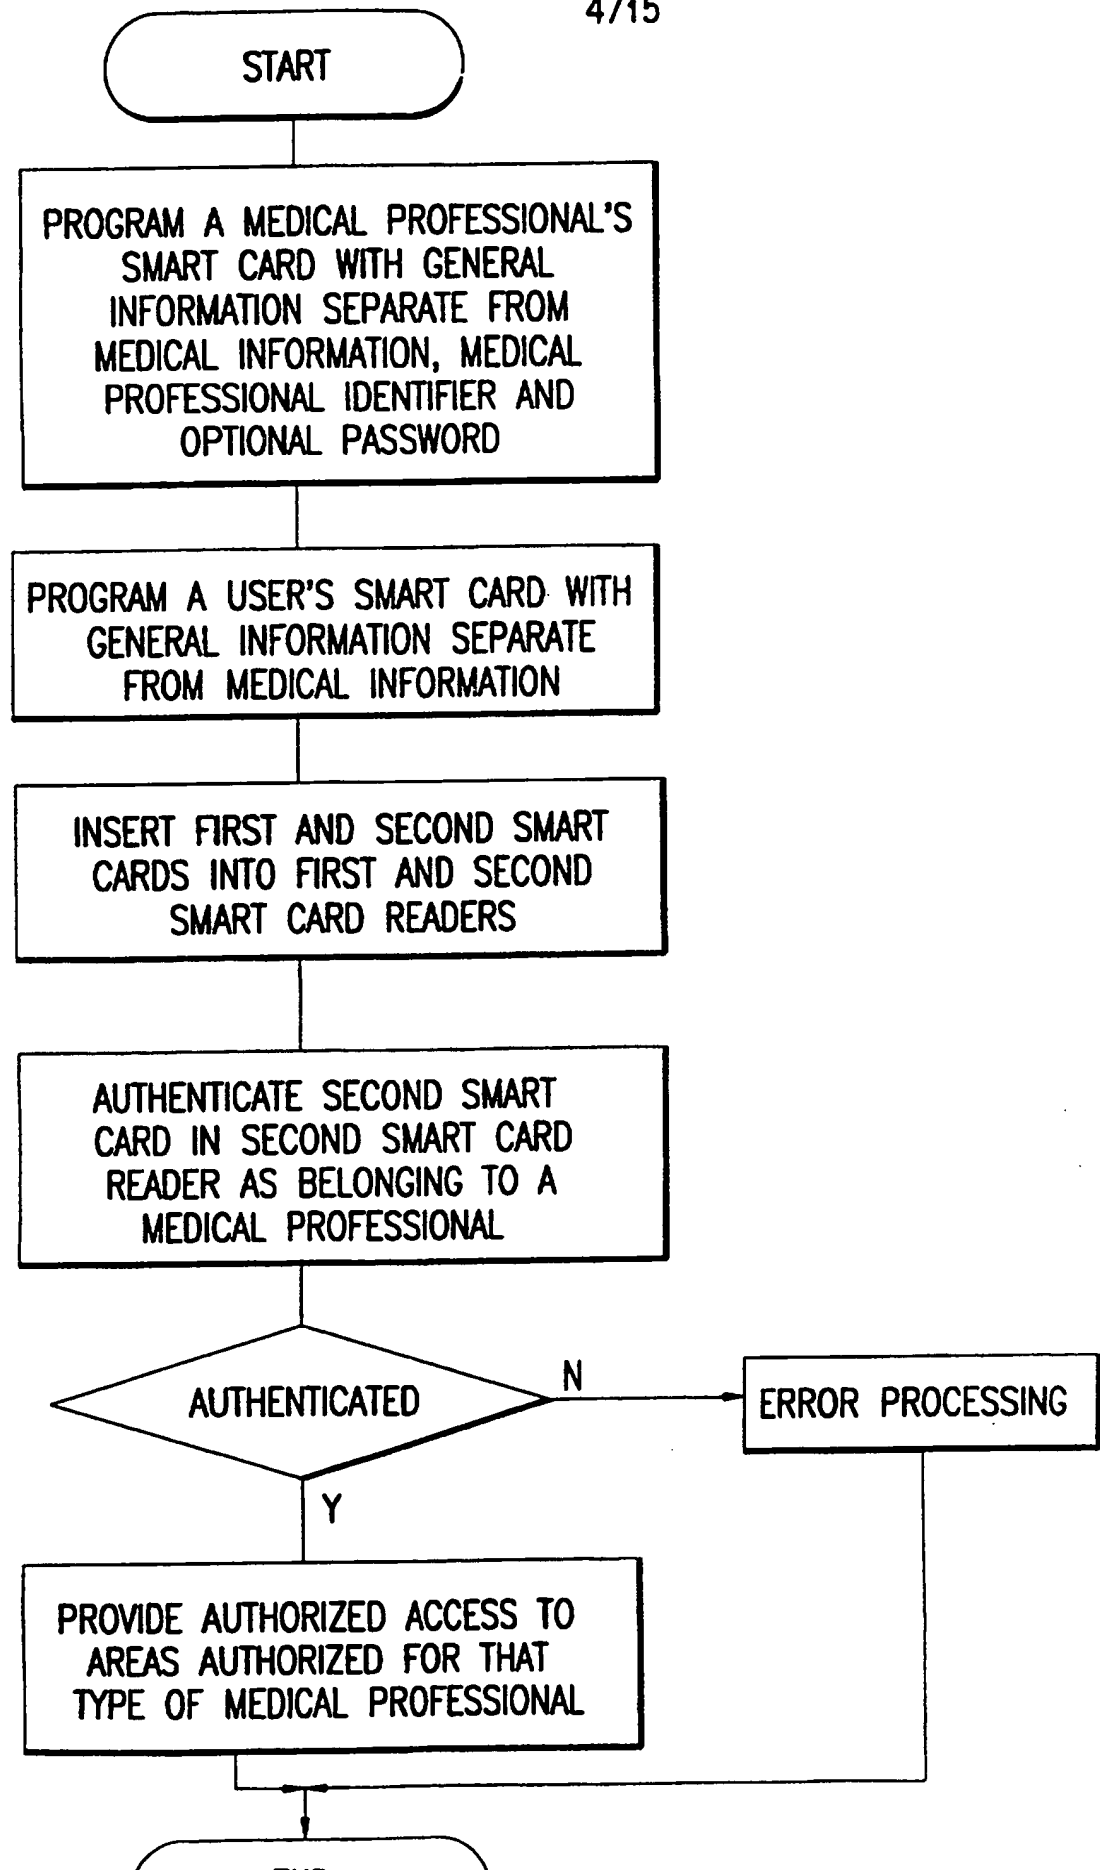 4/15
START
PROGRAM A MEDICAL PROFESSIONAL'S
SMART CARD WITH GENERAL
INFORMATION SEPARATE FROM
MEDICAL INFORMATION, MEDICAL
PROFESSIONAL IDENTIFIER AND
OPTIONAL PASSWORD
PROGRAM A USER'S SMART CARD WITH
GENERAL INFORMATION SEPARATE
FROM MEDICAL INFORMATION
INSERT FIRST AND SECOND SMART
CARDS INTO FIRST AND SECOND
SMART CARD READERS
AUTHENTICATE SECOND SMART
CARD IN SECOND SMART CARD
READER AS BELONGING TO A
MEDICAL PROFESSIONAL
AUTHENTICATED
N
ERROR PROCESSING
Y
PROVIDE AUTHORIZED ACCESS TO
AREAS AUTHORIZED FOR THAT
TYPE OF MEDICAL PROFESSIONAL